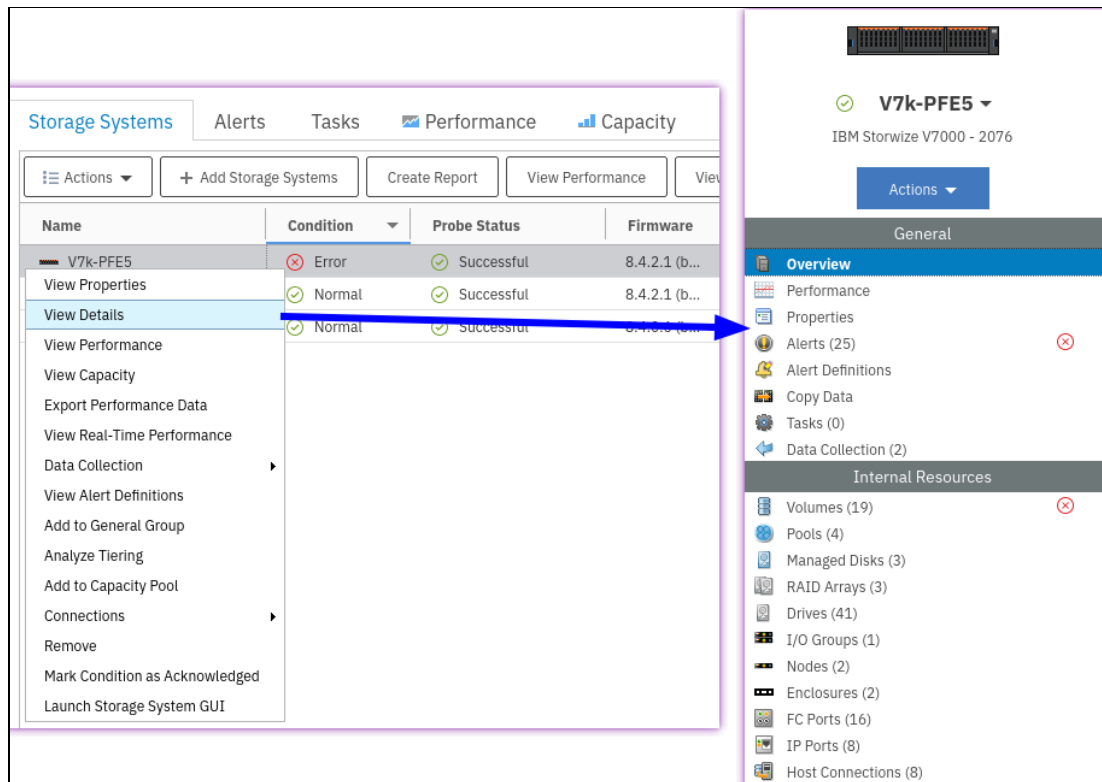 Storage Systems Alerts Tasks Performance Capacity
Actions + Add Storage Systems Create Report View Performance
Name Condition Probe Status Firmware
V7k-PFE5 Error Successful 8.4.2.1 (b...
Normal Successful 8.4.2.1 (b...
Normal Successful
View Properties
View Details
View Performance
View Capacity
Export Performance Data
View Real-Time Performance
Data Collection
View Alert Definitions
Add to General Group
Analyze Tiering
Add to Capacity Pool
Connections
Remove
Mark Condition as Acknowledged
Launch Storage System GUI
V7k-PFE5
IBM Storwize V7000 - 2076
Actions
General
Overview
Performance
Properties
Alerts (25)
Alert Definitions
Copy Data
Tasks (0)
Data Collection (2)
Internal Resources
Volumes (19)
Pools (4)
Managed Disks (3)
RAID Arrays (3)
Drives (41)
I/O Groups (1)
Nodes (2)
Enclosures (2)
FC Ports (16)
IP Ports (8)
Host Connections (8)